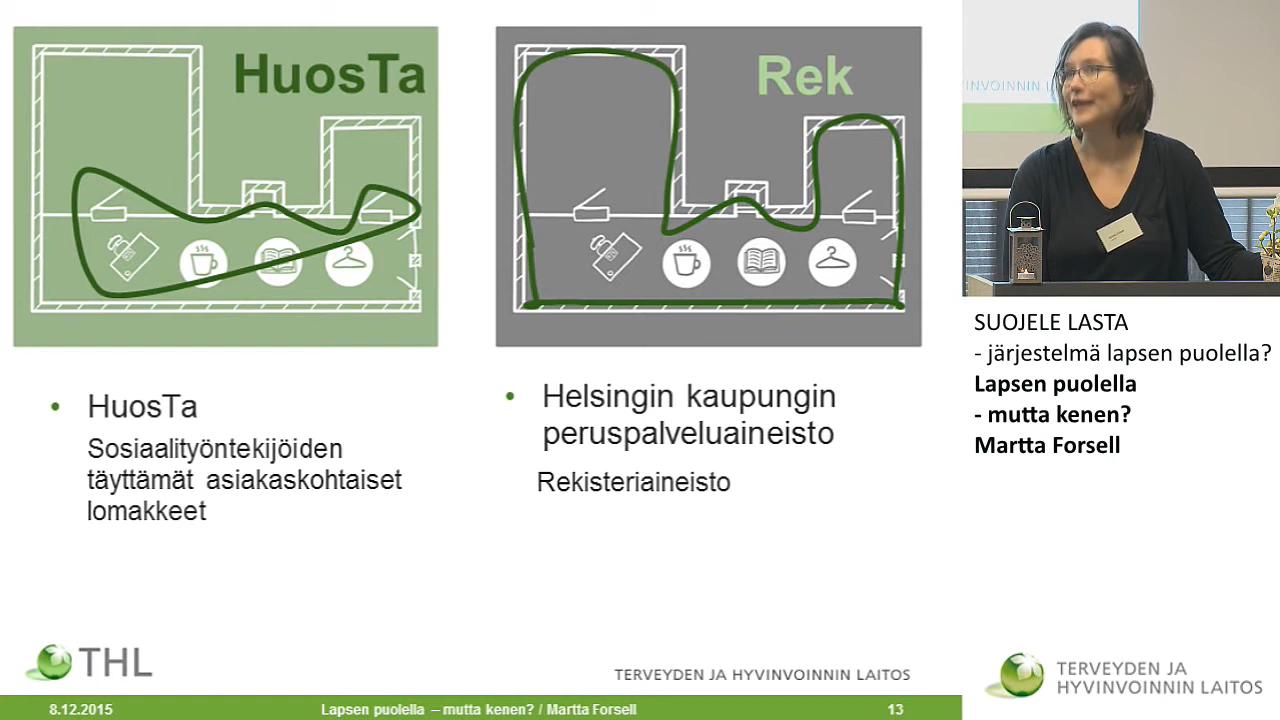 HuosTa
Rek
• HuosTa
Sosiaalityöntekijöiden
täyttämät asiakaskohtaiset
lomakkeet
• Helsingin kaupungin
peruspalveluaineisto
Rekisteriaineisto
THL
TERVEYDEN JA HYVINVOINNIN LAITOS
8.12.2015
Lapsen puolella – mutta kenen? / Martta Forsell
13
SUOJELE LASTA
- järjestelmä lapsen puolella?
Lapsen puolella
- mutta kenen?
Martta Forsell
TERVEYDEN JA
HYVINVOINNIN LAITOS